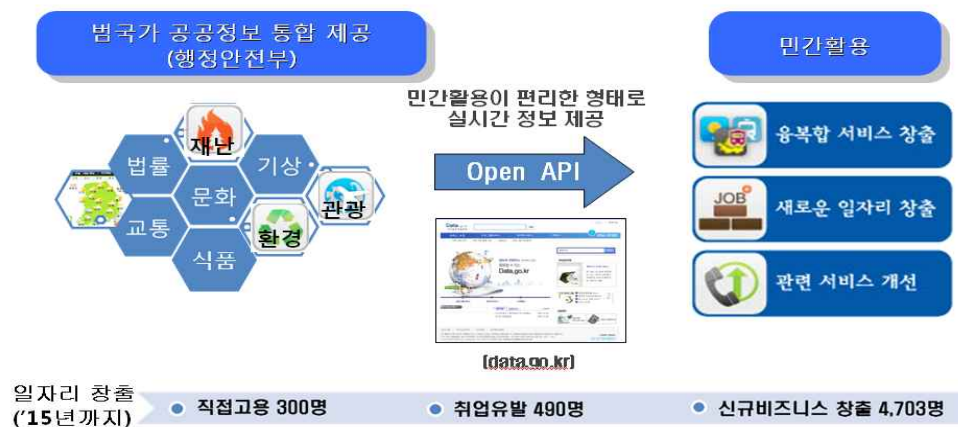 범국가 공공정보 통합 제공
(행정안전부)
민간활용
민간활용이 편리한 형태로
실시간 정보 제공
Open API
재난
법률
기상
문화
관광
교통
환경
식품
융복합 서비스 창출
JOB
새로운 일자리 창출
관련 서비스 개선
Data.go.kr
[data.go.kr]
일자리 창출
('15년까지)
직접고용 300명
취업유발 490명
신규비즈니스 창출 4,703명